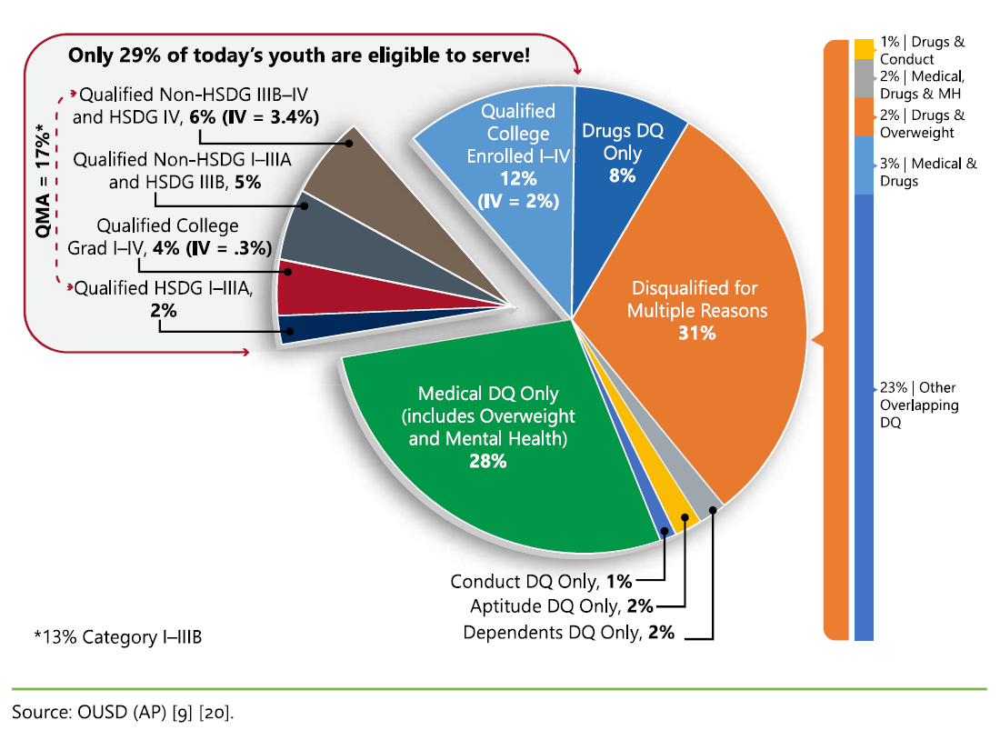 Only 29% of today's youth are eligible to serve!
QMA = 17%*
Qualified Non-HSDG IIIB–IV
and HSDG IV, 6% (IV = 3.4%)
Qualified Non-HSDG I–IIIA
and HSDG IIIB, 5%
Qualified College
Grad I–IV, 4% (IV = .3%)
Qualified HSDG I–IIIA,
2%
Qualified
College
Enrolled I–IV
12%
(IV = 2%)
Drugs DQ
Only
8%
Disqualified for
Multiple Reasons
31%
Medical DQ Only
(includes Overweight
and Mental Health)
28%
Conduct DQ Only, 1%
Aptitude DQ Only, 2%
Dependents DQ Only, 2%
1% | Drugs &
Conduct
2% | Medical,
Drugs & MH
2% | Drugs &
Overweight
3% | Medical &
Drugs
23% | Other
Overlapping
DQ
*13% Category I–IIIB
Source: OUSD (AP) [9] [20].